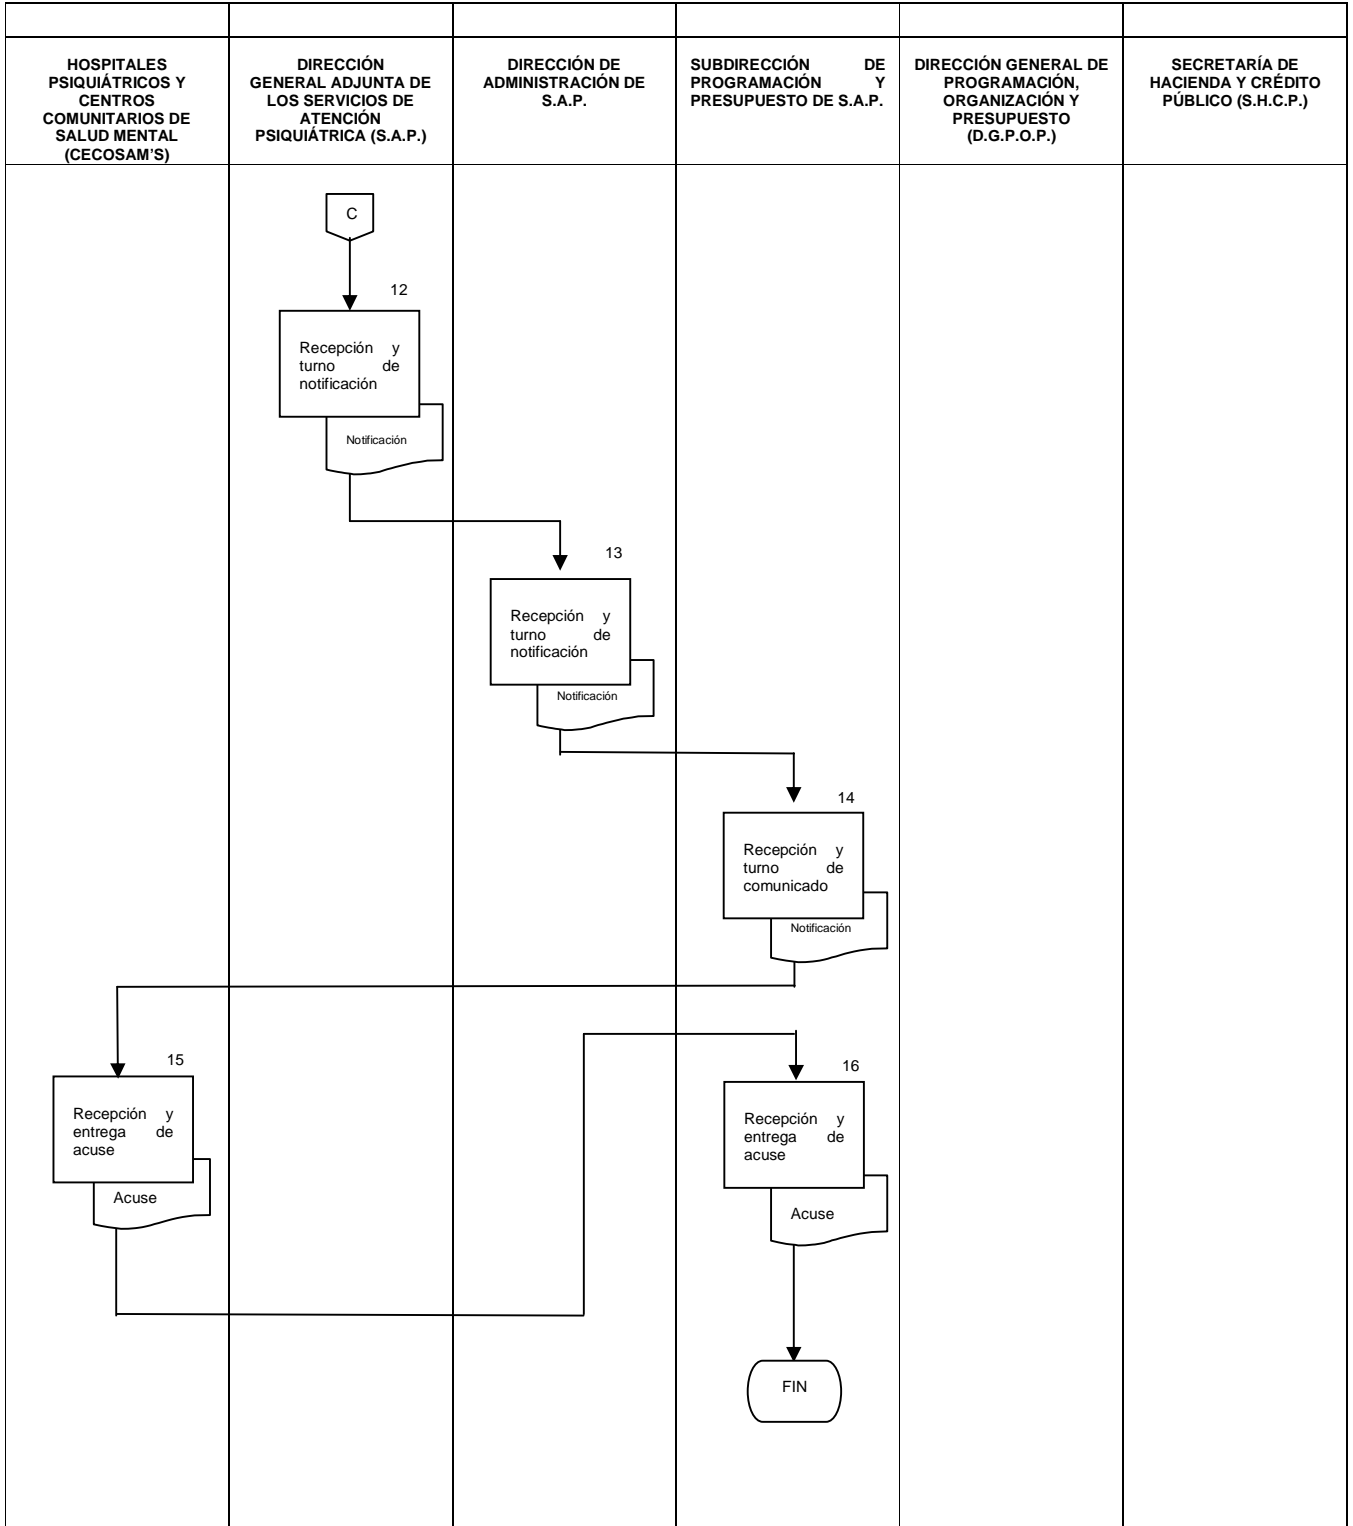 HOSPITALES
PSIQUIÁTRICOS Y
CENTROS
COMUNITARIOS DE
SALUD MENTAL
(CECOSAM'S)
DIRECCIÓN
GENERAL ADJUNTA DE
LOS SERVICIOS DE
ATENCIÓN
PSIQUIÁTRICA (S.A.P.)
DIRECCIÓN DE
ADMINISTRACIÓN DE
S.A.P.
SUBDIRECCIÓN DE
PROGRAMACIÓN Y
PRESUPUESTO DE S.A.P.
DIRECCIÓN GENERAL DE
PROGRAMACIÓN,
ORGANIZACIÓN Y
PRESUPUESTO
(D.G.P.O.P.)
SECRETARÍA DE
HACIENDA Y CRÉDITO
PÚBLICO (S.H.C.P.)
C
12
Recepción y
turno de
notificación
Notificación
13
Recepción y
turno de
notificación
Notificación
14
Recepción y
turno de
comunicado
Notificación
15
Recepción y
entrega de
acuse
Acuse
16
Recepción y
entrega de
acuse
Acuse
FIN